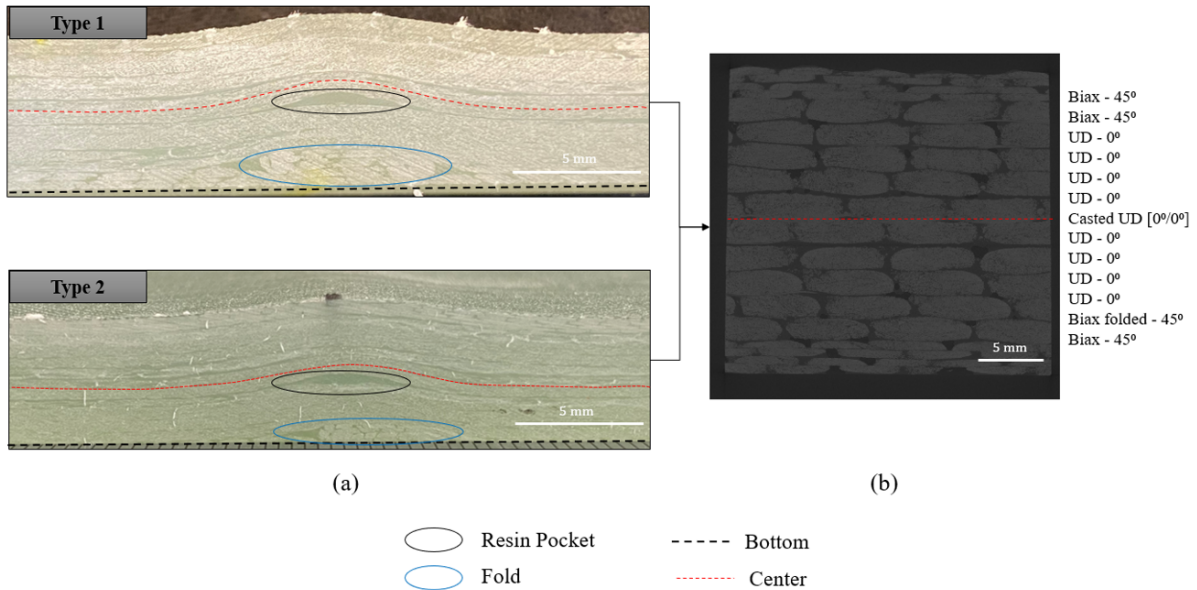 Type 1
5 mm
Type 2
5 mm
(a)
Biax - 45⁰
Biax - 45⁰
UD - 0⁰
UD - 0⁰
UD - 0⁰
UD - 0⁰
Casted UD [0⁰/0⁰]
UD - 0⁰
UD - 0⁰
UD - 0⁰
UD - 0⁰
Biax folded - 45⁰
Biax - 45⁰
5 mm
(b)
Resin Pocket
Bottom
Fold
Center